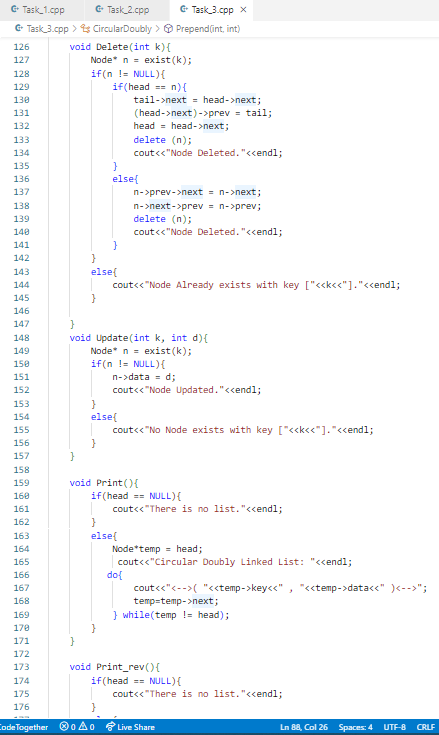 Task_1.cpp Task_2.cpp Task_3.cpp ×
Task_3.cpp > CircularDoubly > Prepend(int, int)
126 void Delete(int k){
127 Node* n = exist(k);
128 if(n != NULL){
129 if(head == n){
130 tail->next = head->next;
131 (head->next)->prev = tail;
132 head = head->next;
133 delete (n);
134 cout<<"Node Deleted."<<endl;
135 }
136 else{
137 n->prev->next = n->next;
138 n->next->prev = n->prev;
139 delete (n);
140 cout<<"Node Deleted."<<endl;
141 }
142 }
143 else{
144 cout<<"Node Already exists with key ["<<k<<"]."<<endl;
145 }
146
147 }
148 void Update(int k, int d){
149 Node* n = exist(k);
150 if(n != NULL){
151 n->data = d;
152 cout<<"Node Updated."<<endl;
153 }
154 else{
155 cout<<"No Node exists with key ["<<k<<"]."<<endl;
156 }
157 }
158
159 void Print(){
160 if(head == NULL){
161 cout<<"There is no list."<<endl;
162 }
163 else{
164 Node*temp = head;
165 cout<<"Circular Doubly Linked List: "<<endl;
166 do{
167 cout<<"<-->( "<<temp->key<<" , "<<temp->data<<" )<-->";
168 temp=temp->next;
169 } while(temp != head);
170 }
171 }
172
173 void Print_rev(){
174 if(head == NULL){
175 cout<<"There is no list."<<endl;
176 }
177 else{
CodeTogether 0 0 Live Share Ln 88, Col 26 Spaces: 4 UTF-8 CRLF